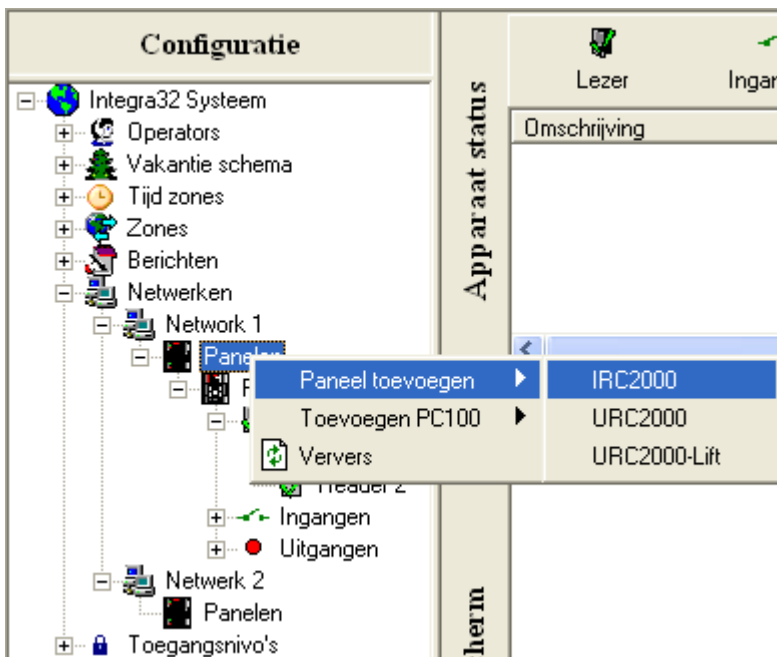 Configuratie
Integra32 Systeem
Operators
Vakantie schema
Tijd zones
Zones
Berichten
Netwerken
Network 1
Panelen
Paneel toevoegen
Toevoegen PC100
Ververs
IRC2000
URC2000
URC2000-Lift
Header 2
Ingangen
Uitgangen
Netwerk 2
Panelen
Toegangsnivo's
Apparaat status
Lezer
Ingan
Omschrijving
herm